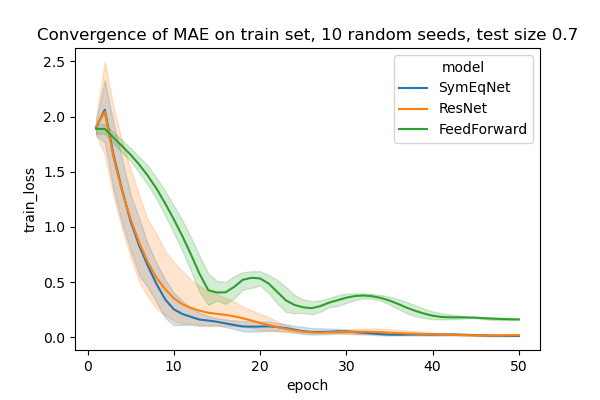 Convergence of MAE on train set, 10 random seeds, test size 0.7
model
SymEqNet
ResNet
FeedForward
train_loss
2.5
2.0
1.5
1.0
0.5
0.0
0 10 20 30 40 50
epoch